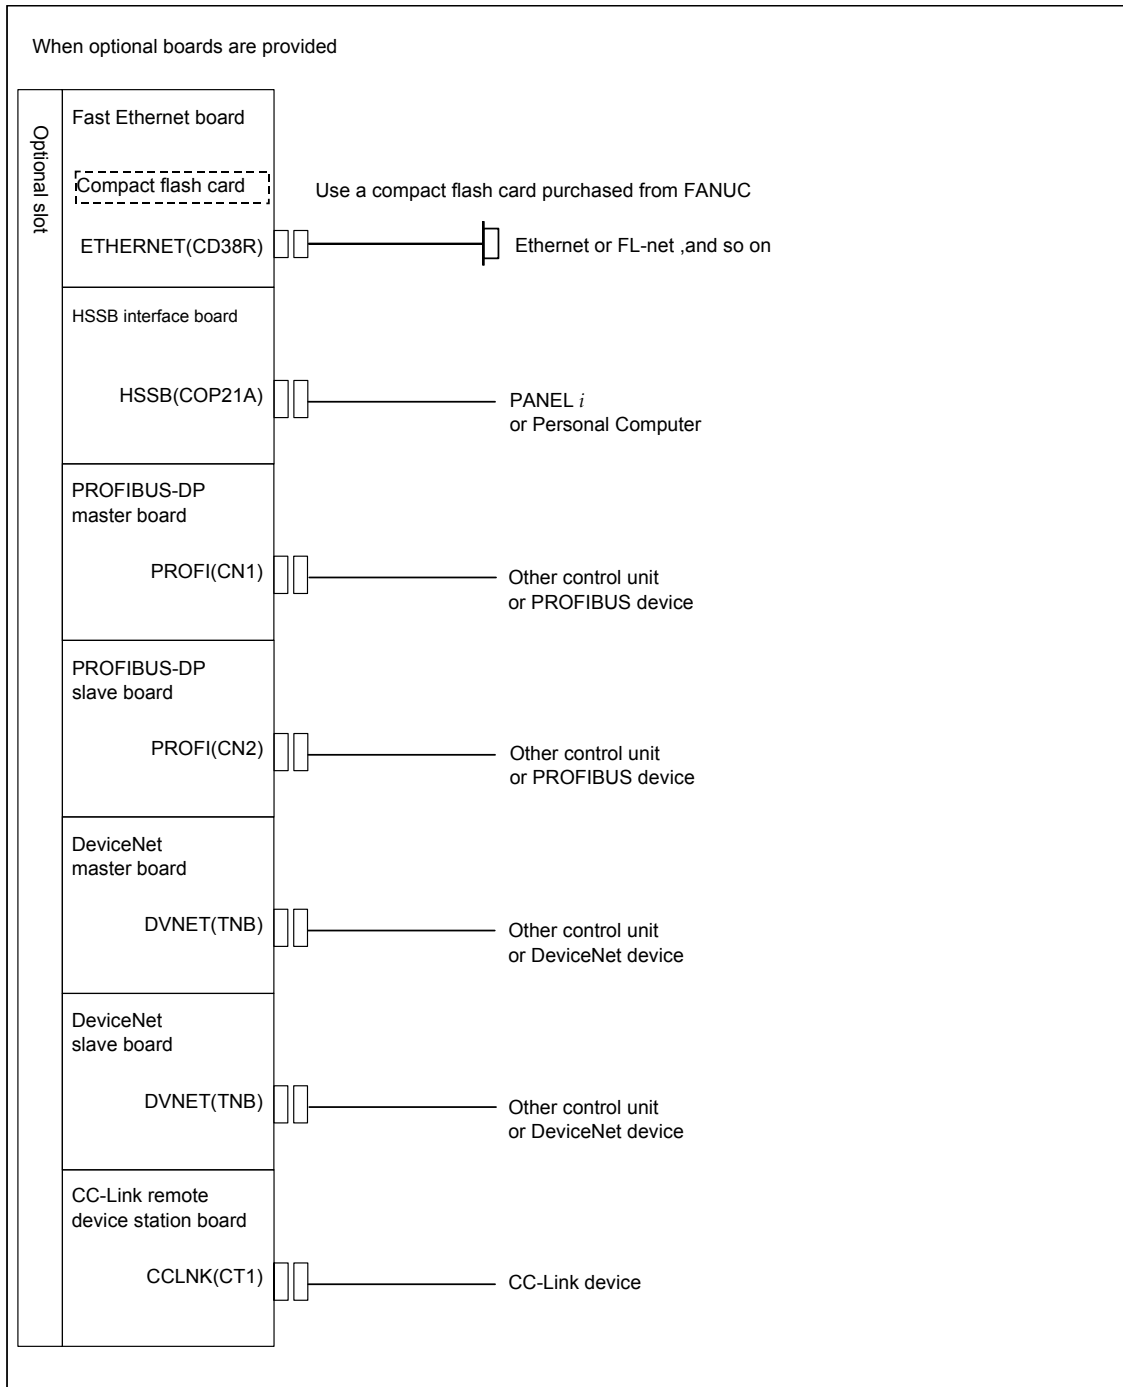 When optional boards are provided
Optional slot
Fast Ethernet board
Compact flash card
Use a compact flash card purchased from FANUC
ETHERNET(CD38R)
Ethernet or FL-net ,and so on
HSSB interface board
HSSB(COP21A)
PANEL i
or Personal Computer
PROFIBUS-DP
master board
PROFI(CN1)
Other control unit
or PROFIBUS device
PROFIBUS-DP
slave board
PROFI(CN2)
Other control unit
or PROFIBUS device
DeviceNet
master board
DVNET(TNB)
Other control unit
or DeviceNet device
DeviceNet
slave board
DVNET(TNB)
Other control unit
or DeviceNet device
CC-Link remote
device station board
CCLNK(CT1)
CC-Link device